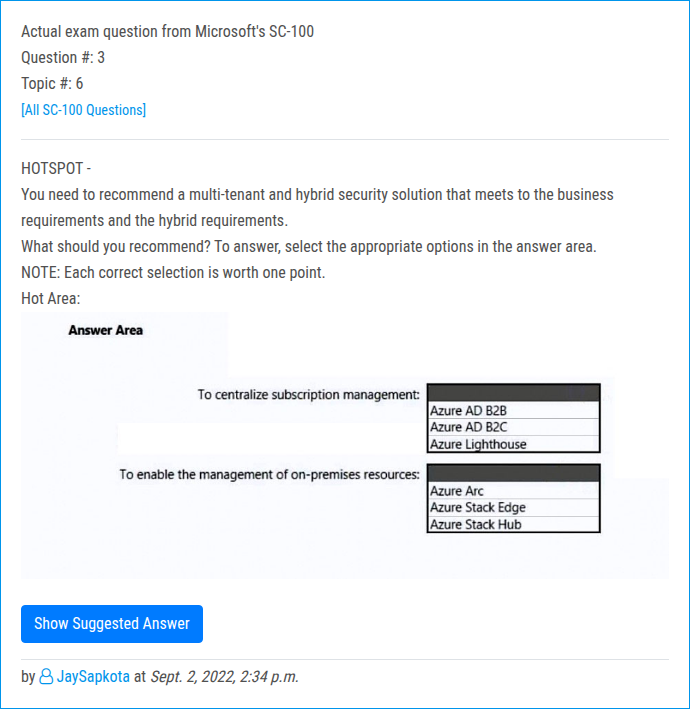 Actual exam question from Microsoft's SC-100
Question #: 3
Topic #: 6
[All SC-100 Questions]
HOTSPOT -
You need to recommend a multi-tenant and hybrid security solution that meets to the business
requirements and the hybrid requirements.
What should you recommend? To answer, select the appropriate options in the answer area.
NOTE: Each correct selection is worth one point.
Hot Area:
Answer Area
To centralize subscription management:
Azure AD B2B
Azure AD B2C
Azure Lighthouse
To enable the management of on-premises resources:
Azure Arc
Azure Stack Edge
Azure Stack Hub
Show Suggested Answer
by JaySapkota at Sept. 2, 2022, 2:34 p.m.